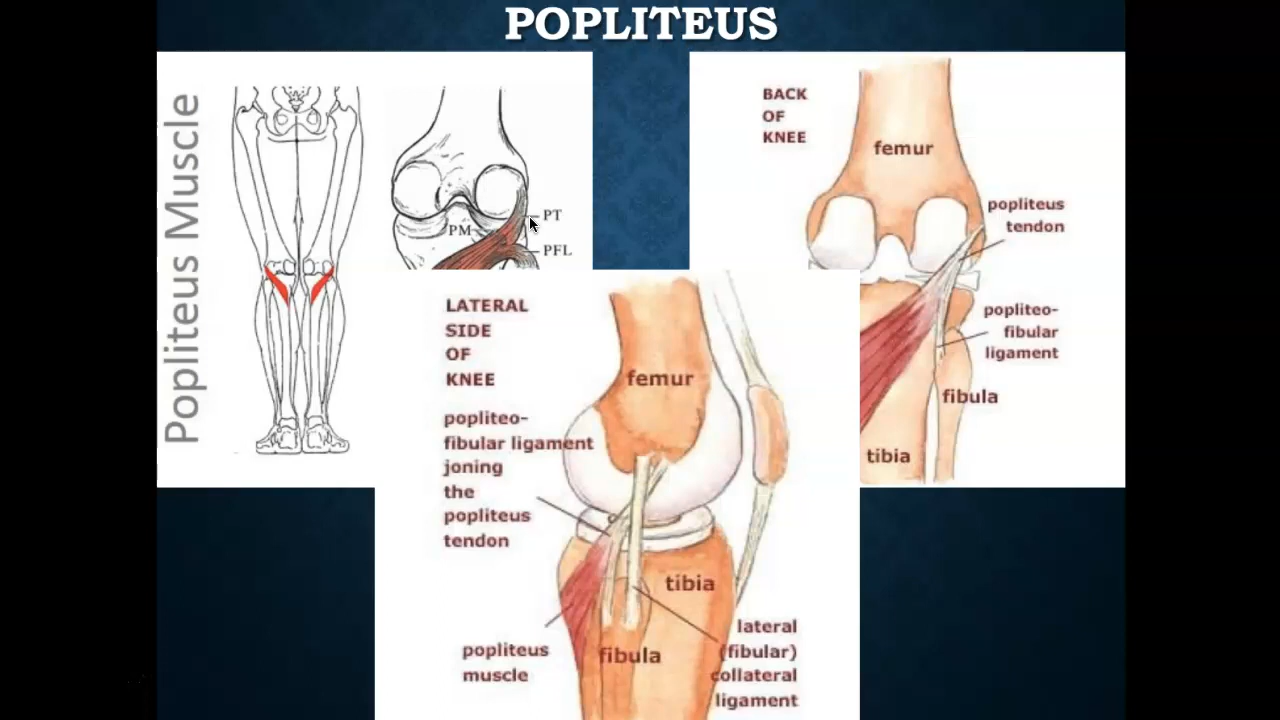 POPLITEUS
Popliteus Muscle
PT
PM
PFL
BACK
OF
KNEE
femur
popliteus
tendon
popliteo-
fibular
ligament
fibula
tibia
LATERAL
SIDE
OF
KNEE
femur
popliteo-
fibular ligament
joning
the
popliteus
tendon
tibia
popliteus
muscle
fibula
lateral
(fibular)
collateral
ligament